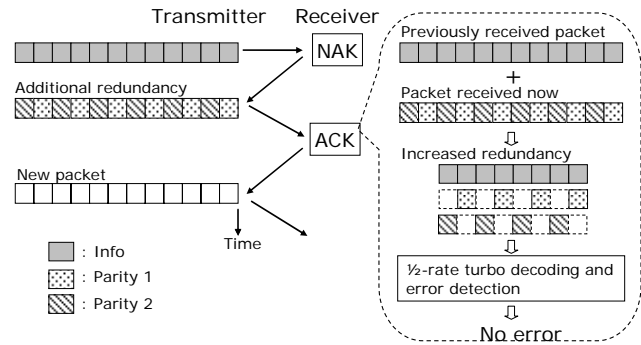 Transmitter
Receiver
NAK
Additional redundancy
ACK
New packet
Time
: Info
: Parity 1
: Parity 2
Previously received packet
+
Packet received now
Increased redundancy
½-rate turbo decoding and
error detection
No error